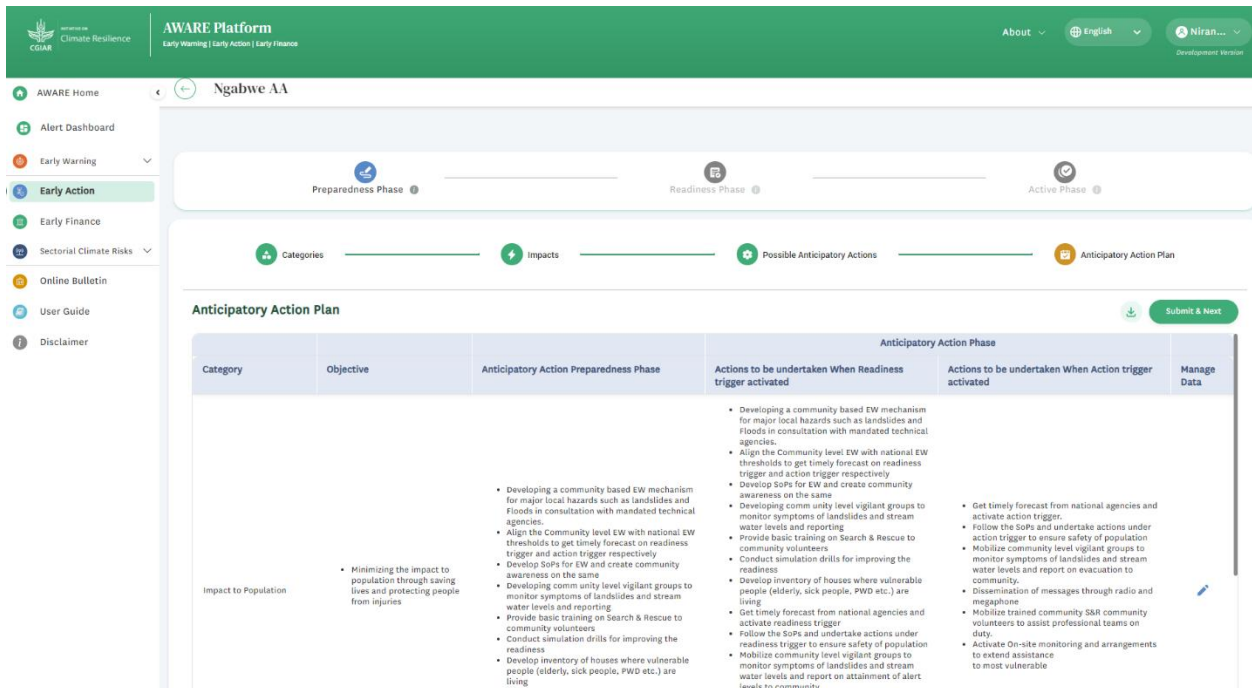 INITIATIVE ON
Climate Resilience
CGIAR
AWARE Platform
Early Warning | Early Action | Early Finance
About
English
Niran...
Development Version
AWARE Home
Alert Dashboard
Early Warning
Early Action
Early Finance
Sectorial Climate Risks
Online Bulletin
User Guide
Disclaimer
Ngabwe AA
Preparedness Phase
Readiness Phase
Active Phase
Categories
Impacts
Possible Anticipatory Actions
Anticipatory Action Plan
Anticipatory Action Plan
Submit & Next
Anticipatory Action Phase
Category
Objective
Anticipatory Action Preparedness Phase
Actions to be undertaken When Readiness
trigger activated
Actions to be undertaken When Action trigger
activated
Manage
Data
Impact to Population
• Minimizing the impact to
population through saving
lives and protecting people
from injuries
• Developing a community based EW mechanism
for major local hazards such as landslides and
Floods in consultation with mandated technical
agencies.
• Align the Community level EW with national EW
thresholds to get timely forecast on readiness
trigger and action trigger respectively
• Develop SoPs for EW and create community
awareness on the same
• Developing comm unity level vigilant groups to
monitor symptoms of landslides and stream
water levels and reporting
• Provide basic training on Search & Rescue to
community volunteers
• Conduct simulation drills for improving the
readiness
• Develop inventory of houses where vulnerable
people (elderly, sick people, PWD etc.) are
living
• Developing a community based EW mechanism
for major local hazards such as landslides and
Floods in consultation with mandated technical
agencies.
• Align the Community level EW with national EW
thresholds to get timely forecast on readiness
trigger and action trigger respectively
• Develop SoPs for EW and create community
awareness on the same
• Developing comm unity level vigilant groups to
monitor symptoms of landslides and stream
water levels and reporting
• Provide basic training on Search & Rescue to
community volunteers
• Conduct simulation drills for improving the
readiness
• Develop inventory of houses where vulnerable
people (elderly, sick people, PWD etc.) are
living
• Get timely forecast from national agencies and
activate readiness trigger
• Follow the SoPs and undertake actions under
readiness trigger to ensure safety of population
• Mobilize community level vigilant groups to
monitor symptoms of landslides and stream
water levels and report on attainment of alert
levels to community
• Get timely forecast from national agencies and
activate action trigger.
• Follow the SoPs and undertake actions under
action trigger to ensure safety of population
• Mobilize community level vigilant groups to
monitor symptoms of landslides and stream
water levels and report on evacuation to
community.
• Dissemination of messages through radio and
megaphone
• Mobilize trained community S&R community
volunteers to assist professional teams on
duty.
• Activate On-site monitoring and arrangements
to extend assistance
to most vulnerable